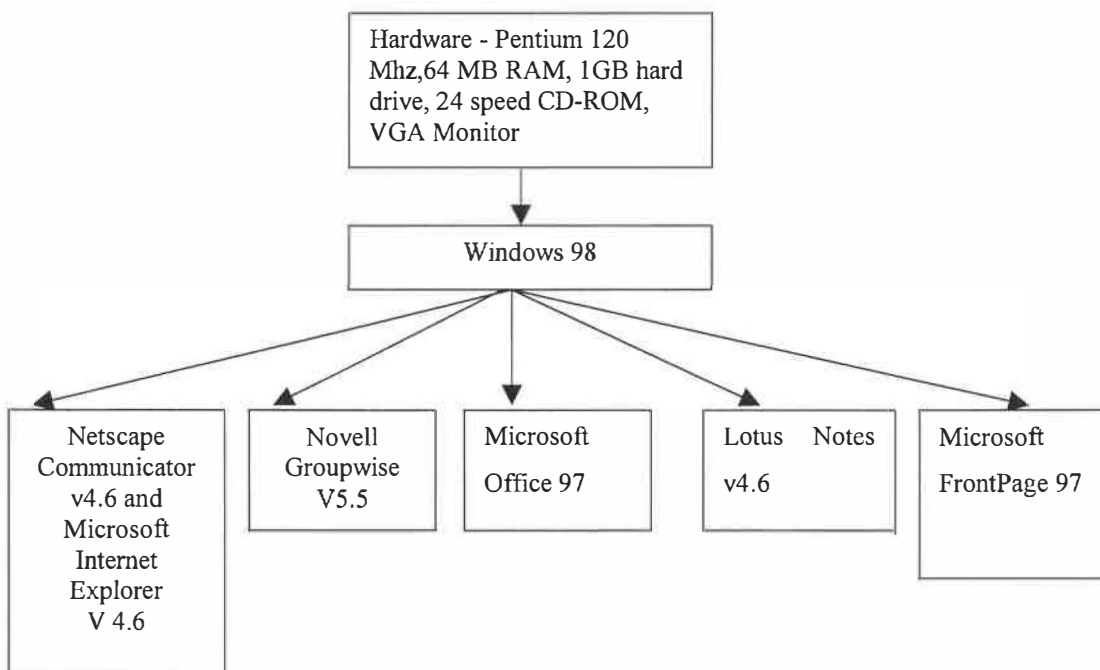 Hardware - Pentium 120
Mhz,64 MB RAM, 1GB hard
drive, 24 speed CD-ROM,
VGA Monitor
Windows 98
Netscape
Communicator
v4.6 and
Microsoft
Internet
Explorer
V 4.6
Novell
Groupwise
V5.5
Microsoft
Office 97
Lotus Notes
v4.6
Microsoft
FrontPage 97